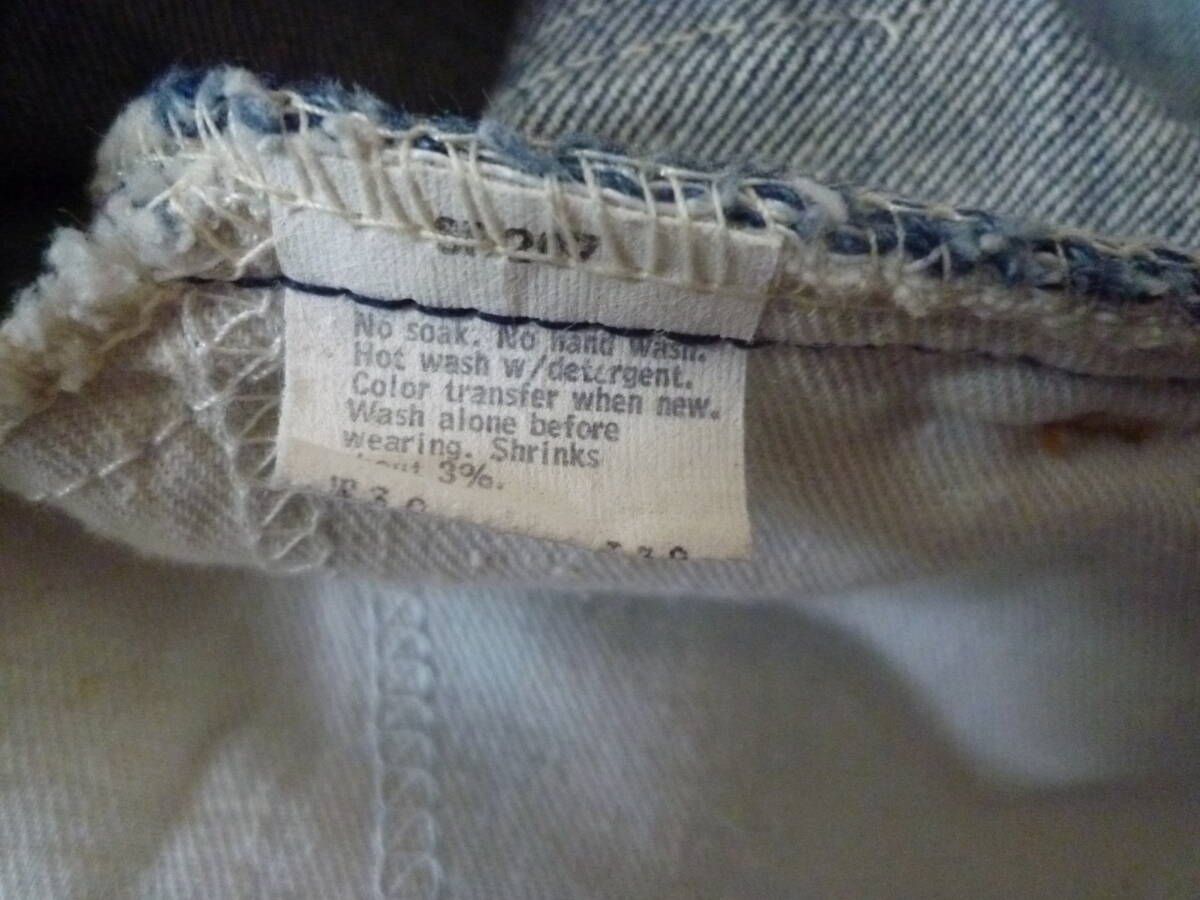 No soak. No hand wash.
Hot wash w/detergent.
Color transfer when new.
Wash alone before
wearing. Shrinks
3%.